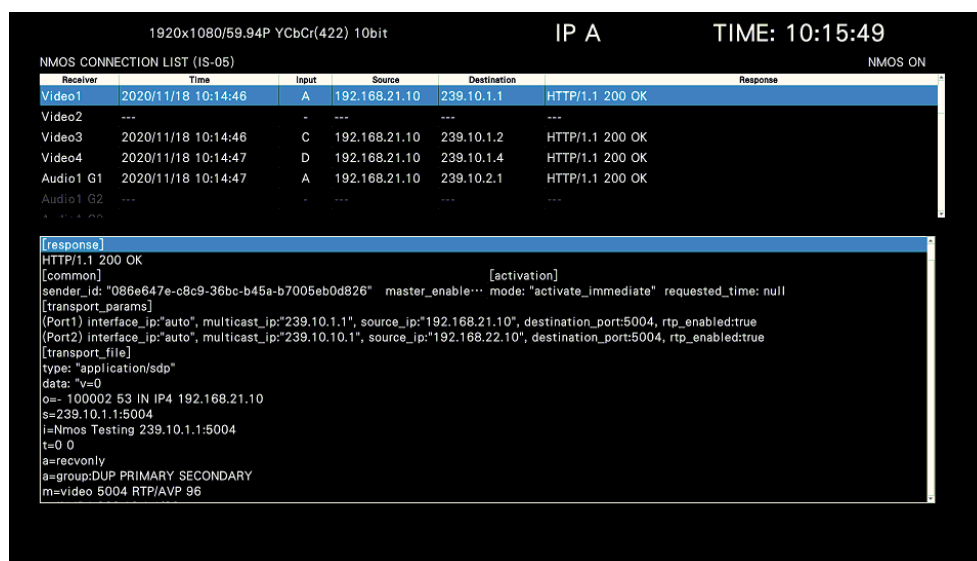 1920x1080/59.94P YCbCr(422) 10bit IP A TIME: 10:15:49
NMOS CONNECTION LIST (IS-05) NMOS ON
Receiver Time Input Source Destination Response
Video1 2020/11/18 10:14:46 A 192.168.21.10 239.10.1.1 HTTP/1.1 200 OK
Video2 --- - --- --- ---
Video3 2020/11/18 10:14:46 C 192.168.21.10 239.10.1.2 HTTP/1.1 200 OK
Video4 2020/11/18 10:14:47 D 192.168.21.10 239.10.1.4 HTTP/1.1 200 OK
Audio1 G1 2020/11/18 10:14:47 A 192.168.21.10 239.10.2.1 HTTP/1.1 200 OK
Audio1 G2 --- - --- --- ---
[response]
HTTP/1.1 200 OK
[common] [activation]
sender_id: "086e647e-c8c9-36bc-b45a-b7005eb0d826" master_enable··· mode: "activate_immediate" requested_time: null
[transport_params]
(Port1) interface_ip:"auto", multicast_ip:"239.10.1.1", source_ip:"192.168.21.10", destination_port:5004, rtp_enabled:true
(Port2) interface_ip:"auto", multicast_ip:"239.10.10.1", source_ip:"192.168.22.10", destination_port:5004, rtp_enabled:true
[transport_file]
type: "application/sdp"
data: "v=0
o=- 100002 53 IN IP4 192.168.21.10
s=239.10.1.1:5004
i=Nmos Testing 239.10.1.1:5004
t=0 0
a=recvonly
a=group:DUP PRIMARY SECONDARY
m=video 5004 RTP/AVP 96